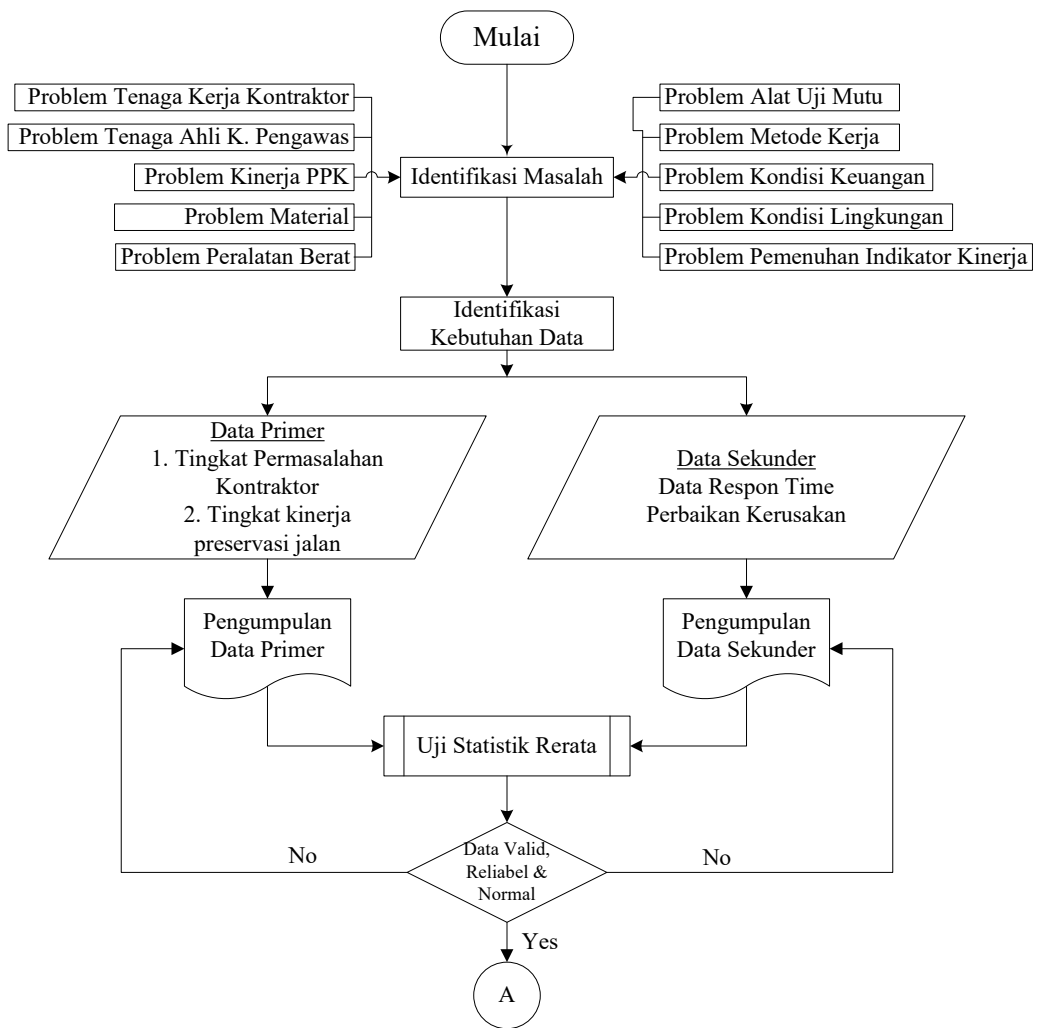 Mulai
Problem Tenaga Kerja Kontraktor
Problem Tenaga Ahli K. Pengawas
Problem Kinerja PPK
Problem Material
Problem Peralatan Berat
Identifikasi Masalah
Problem Alat Uji Mutu
Problem Metode Kerja
Problem Kondisi Keuangan
Problem Kondisi Lingkungan
Problem Pemenuhan Indikator Kinerja
Identifikasi
Kebutuhan Data
Data Primer
1. Tingkat Permasalahan
Kontraktor
2. Tingkat kinerja
preservasi jalan
Data Sekunder
Data Respon Time
Perbaikan Kerusakan
Pengumpulan
Data Primer
Pengumpulan
Data Sekunder
Uji Statistik Rerata
No
Data Valid,
Reliabel &
Normal
No
Yes
A